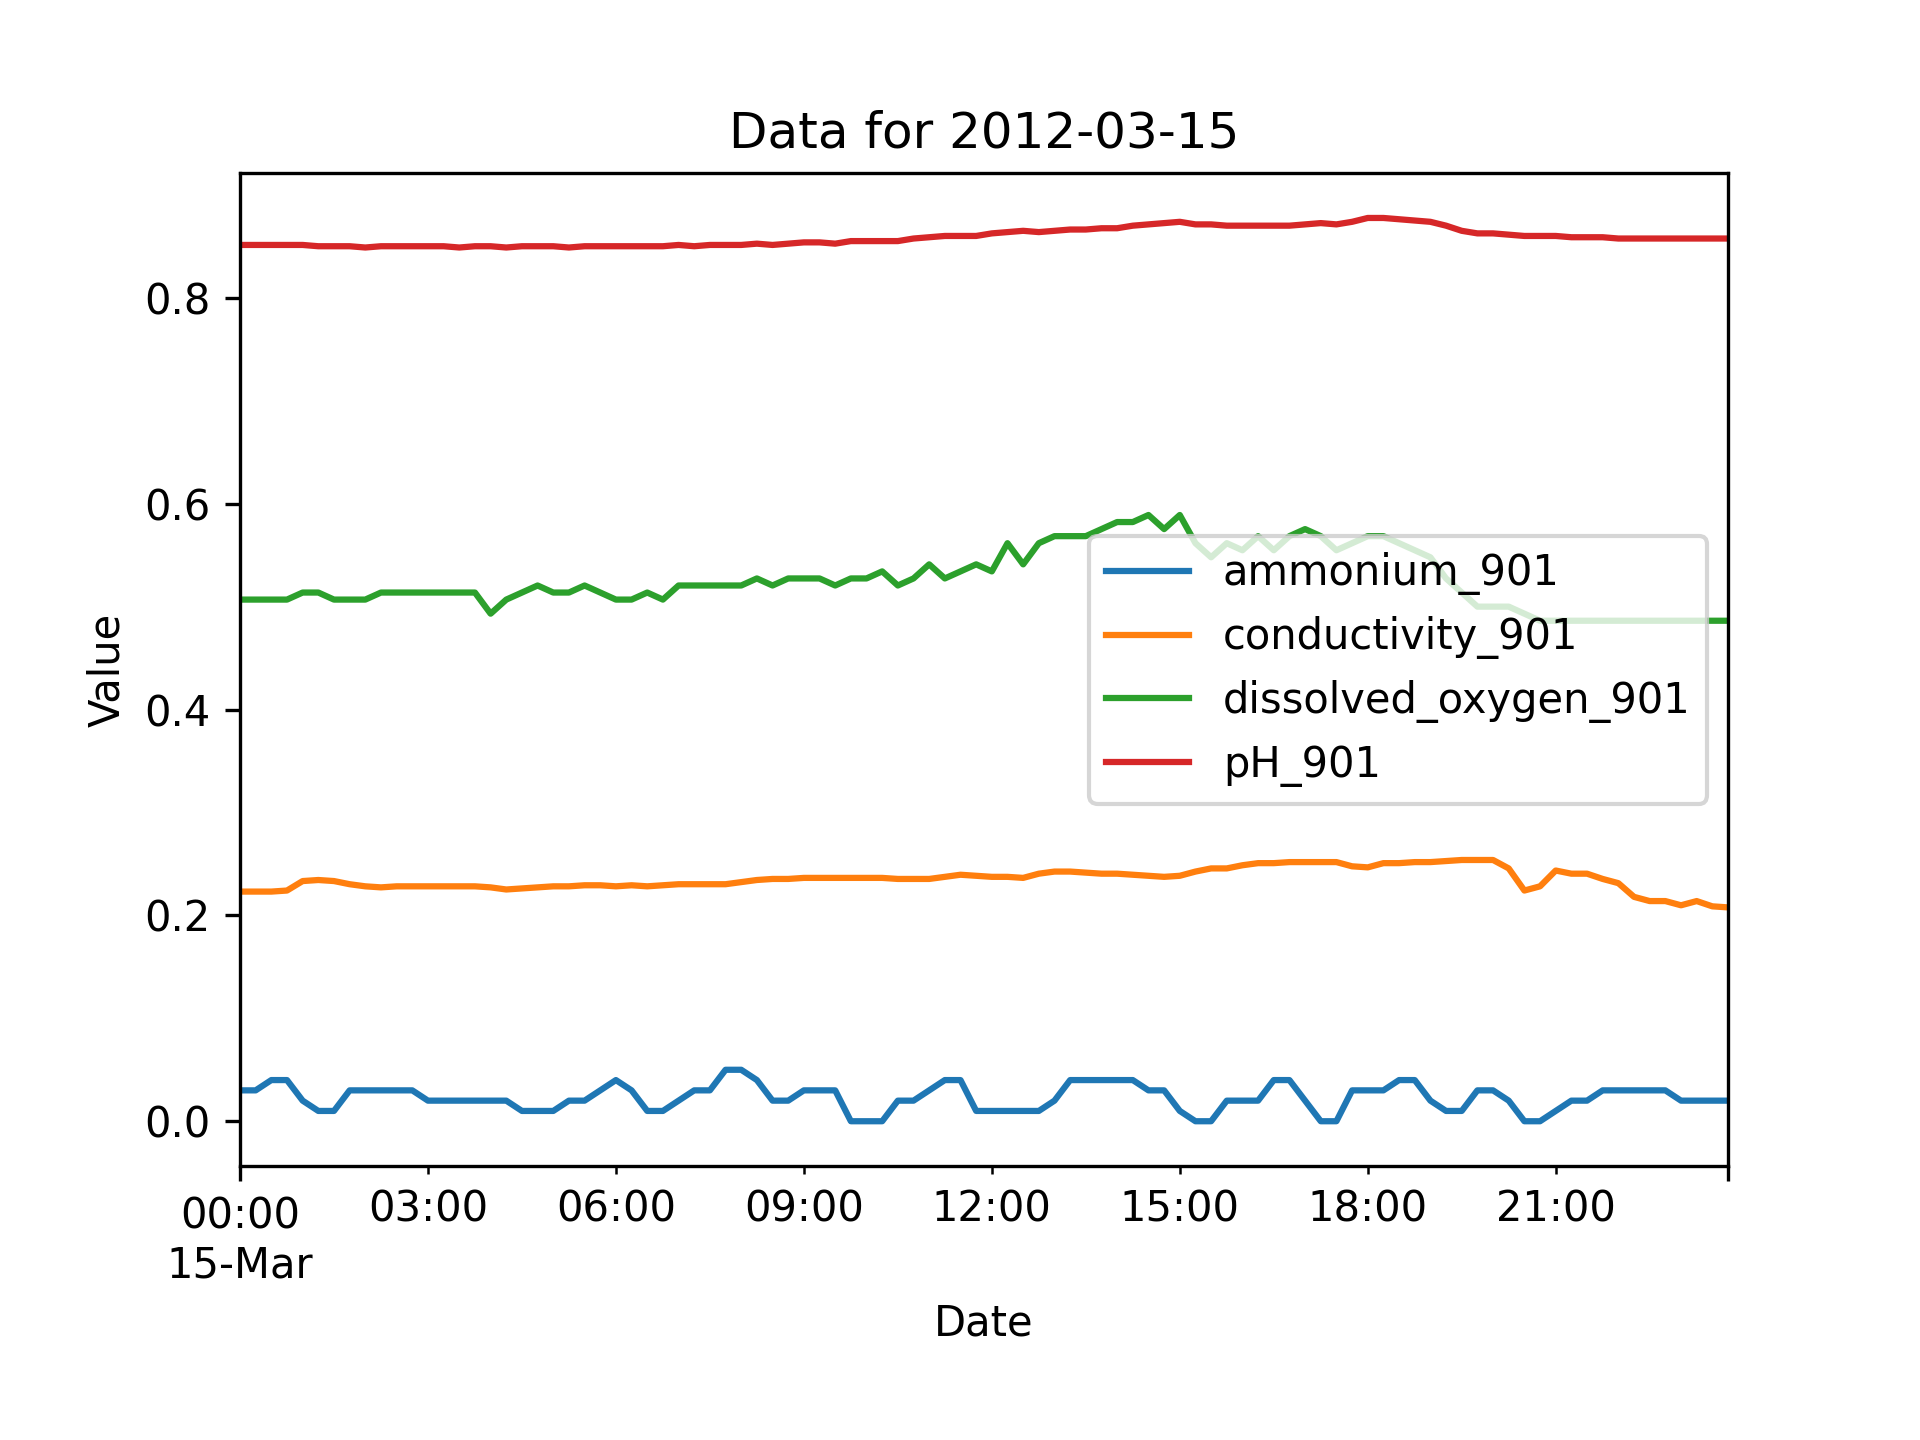 Data for 2012-03-15
Value
0.8
0.6
0.4
0.2
0.0
ammonium_901
conductivity_901
dissolved_oxygen_901
pH_901
00:00 03:00 06:00 09:00 12:00 15:00 18:00 21:00
15-Mar
Date